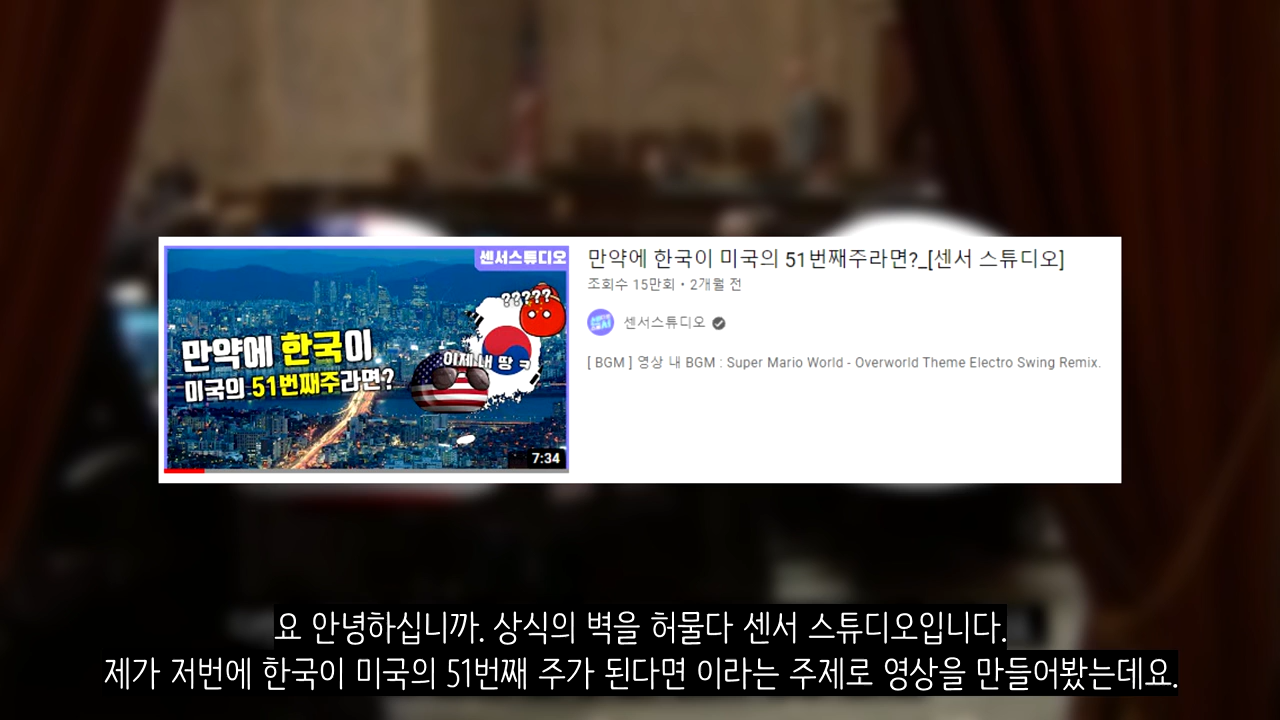 센서스튜디오
?????
만약에 한국이
미국의 51번째주라면?
이제 내 땅 ㅋ
7:34
만약에 한국이 미국의 51번째주라면?_[센서 스튜디오]
조회수 15만회 • 2개월 전
센서스튜디오
[ BGM ] 영상 내 BGM : Super Mario World - Overworld Theme Electro Swing Remix.
요 안녕하십니까. 상식의 벽을 허물다 센서 스튜디오입니다.
제가 저번에 한국이 미국의 51번째 주가 된다면 이라는 주제로 영상을 만들어봤는데요.